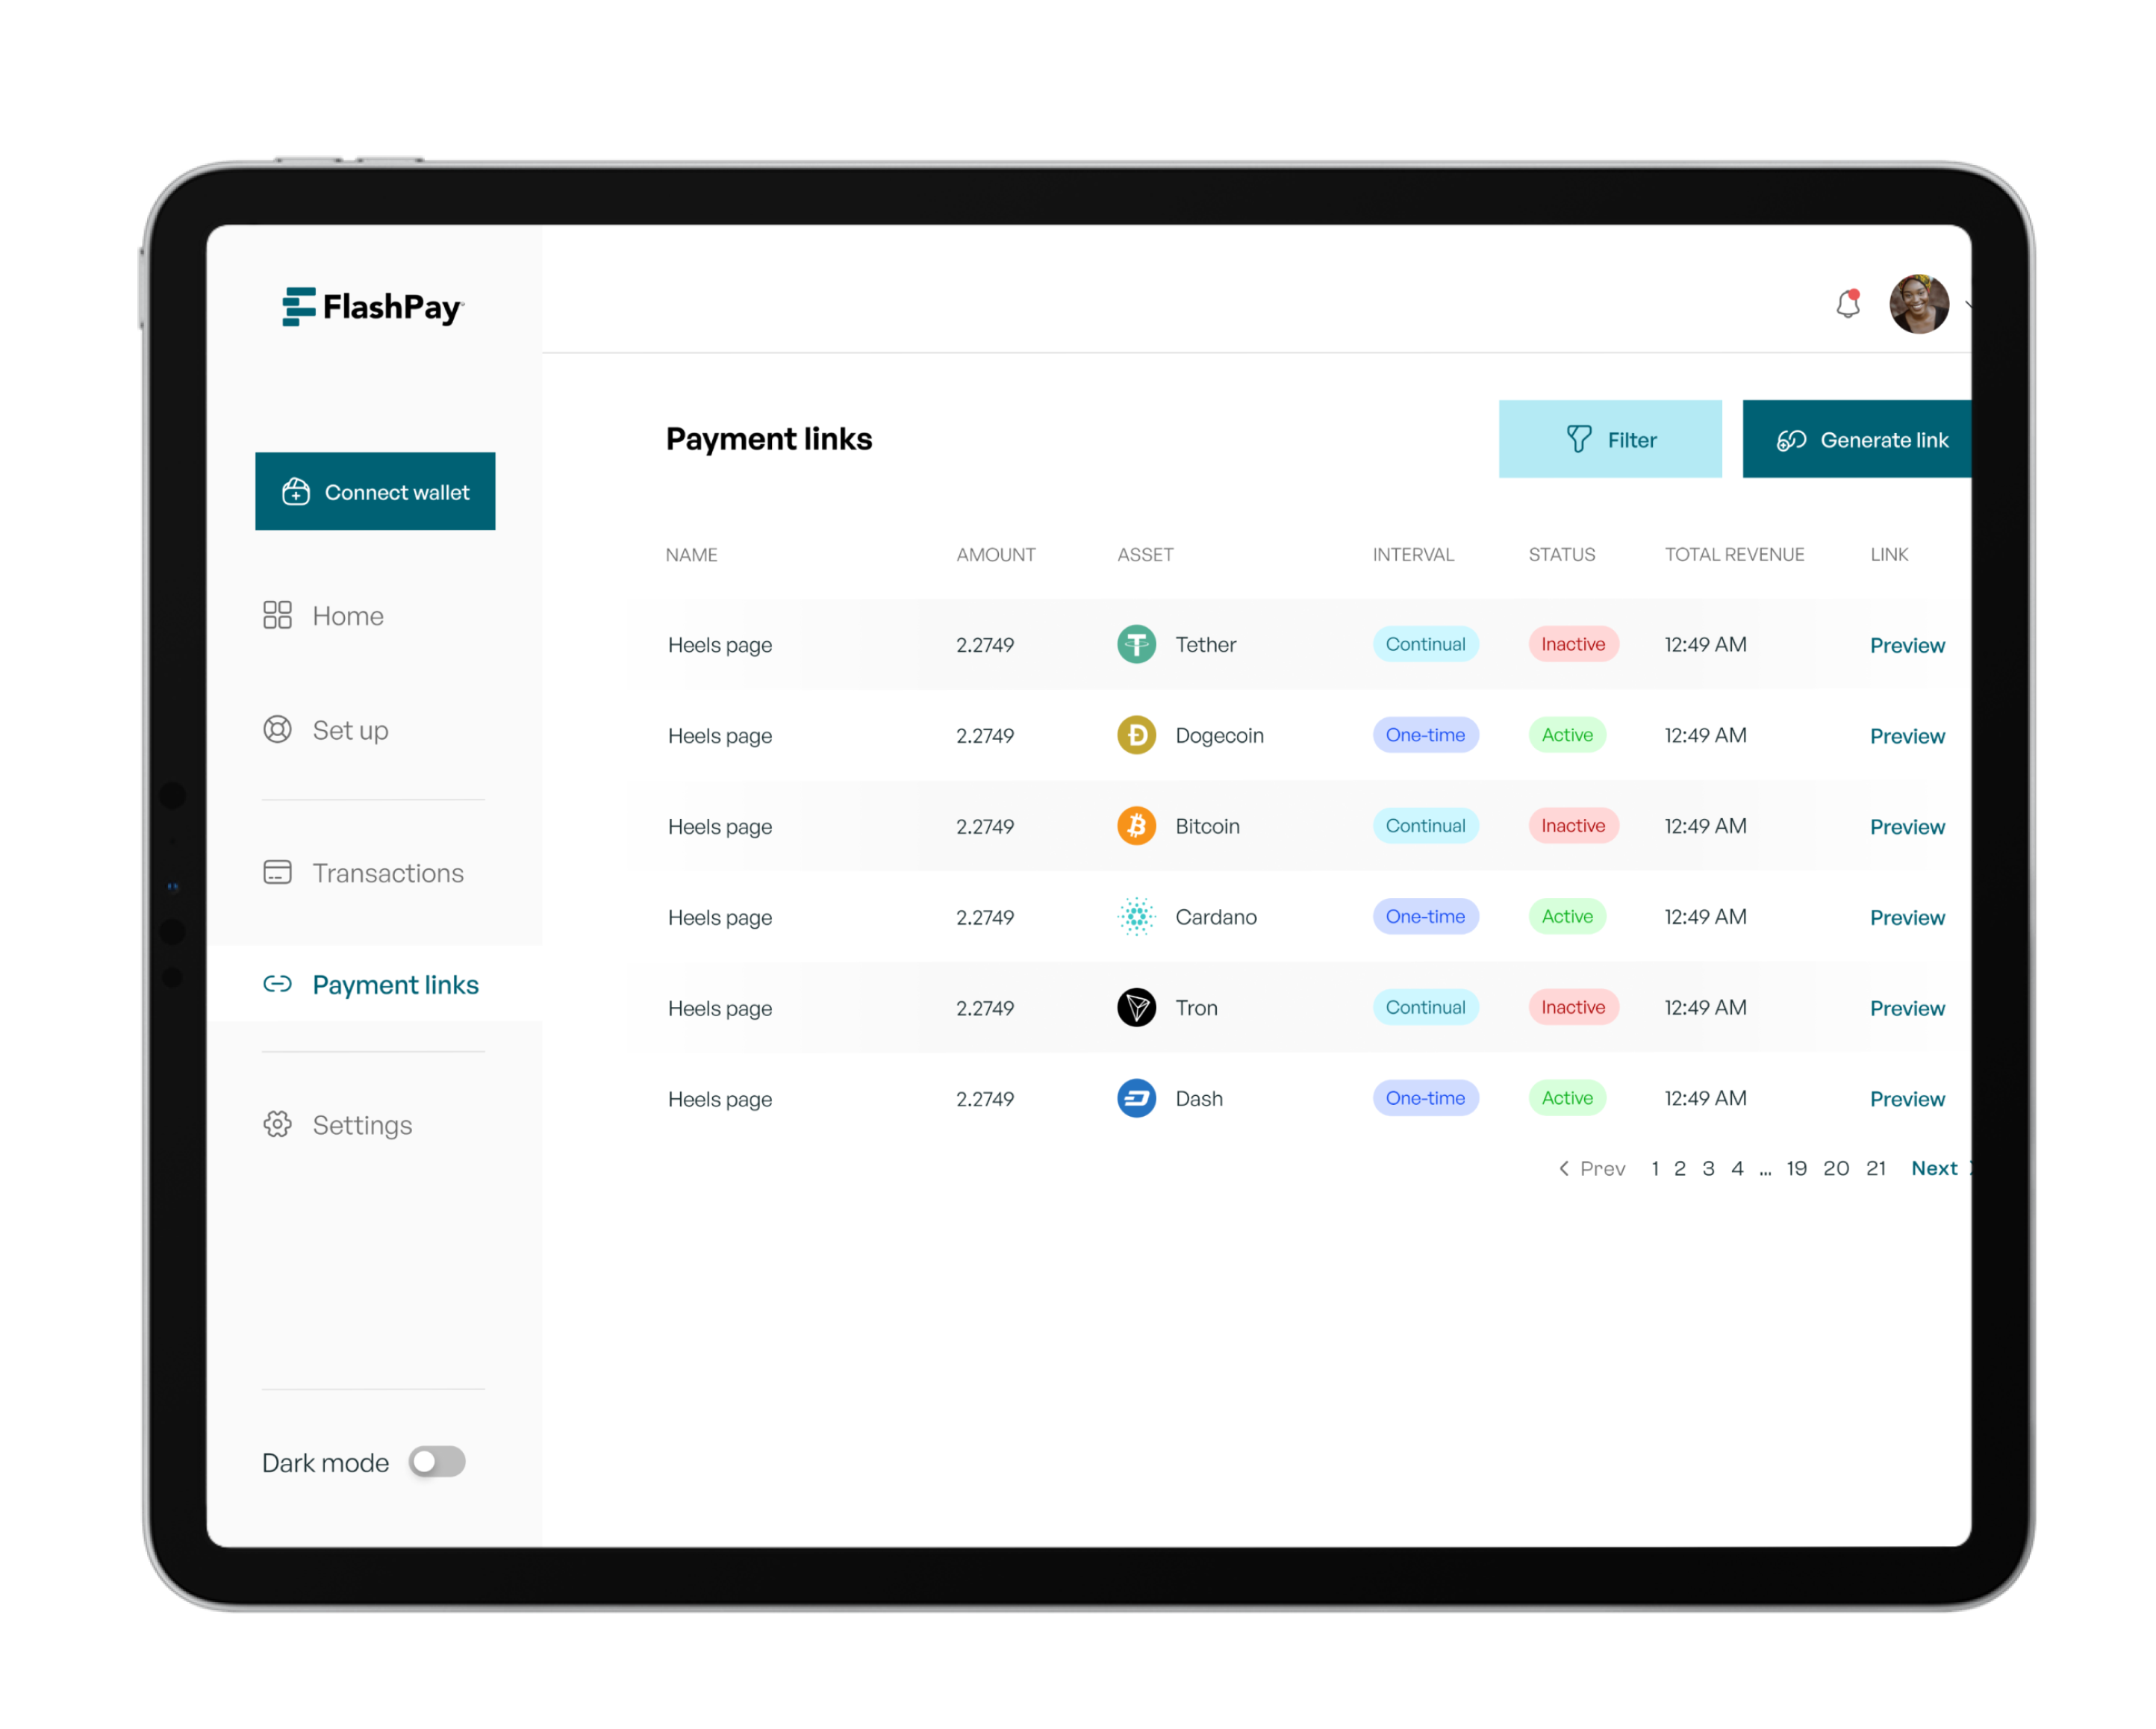 FlashPay
Connect wallet
Home
Set up
Transactions
Payment links
Settings
Dark mode
Payment links
Filter
Generate link
NAME AMOUNT ASSET INTERVAL STATUS TOTAL REVENUE LINK
Heels page 2.2749 Tether Continual Inactive 12:49 AM Preview
Heels page 2.2749 Dogecoin One-time Active 12:49 AM Preview
Heels page 2.2749 Bitcoin Continual Inactive 12:49 AM Preview
Heels page 2.2749 Cardano One-time Active 12:49 AM Preview
Heels page 2.2749 Tron Continual Inactive 12:49 AM Preview
Heels page 2.2749 Dash One-time Active 12:49 AM Preview
< Prev 1 2 3 4 ... 19 20 21 Next